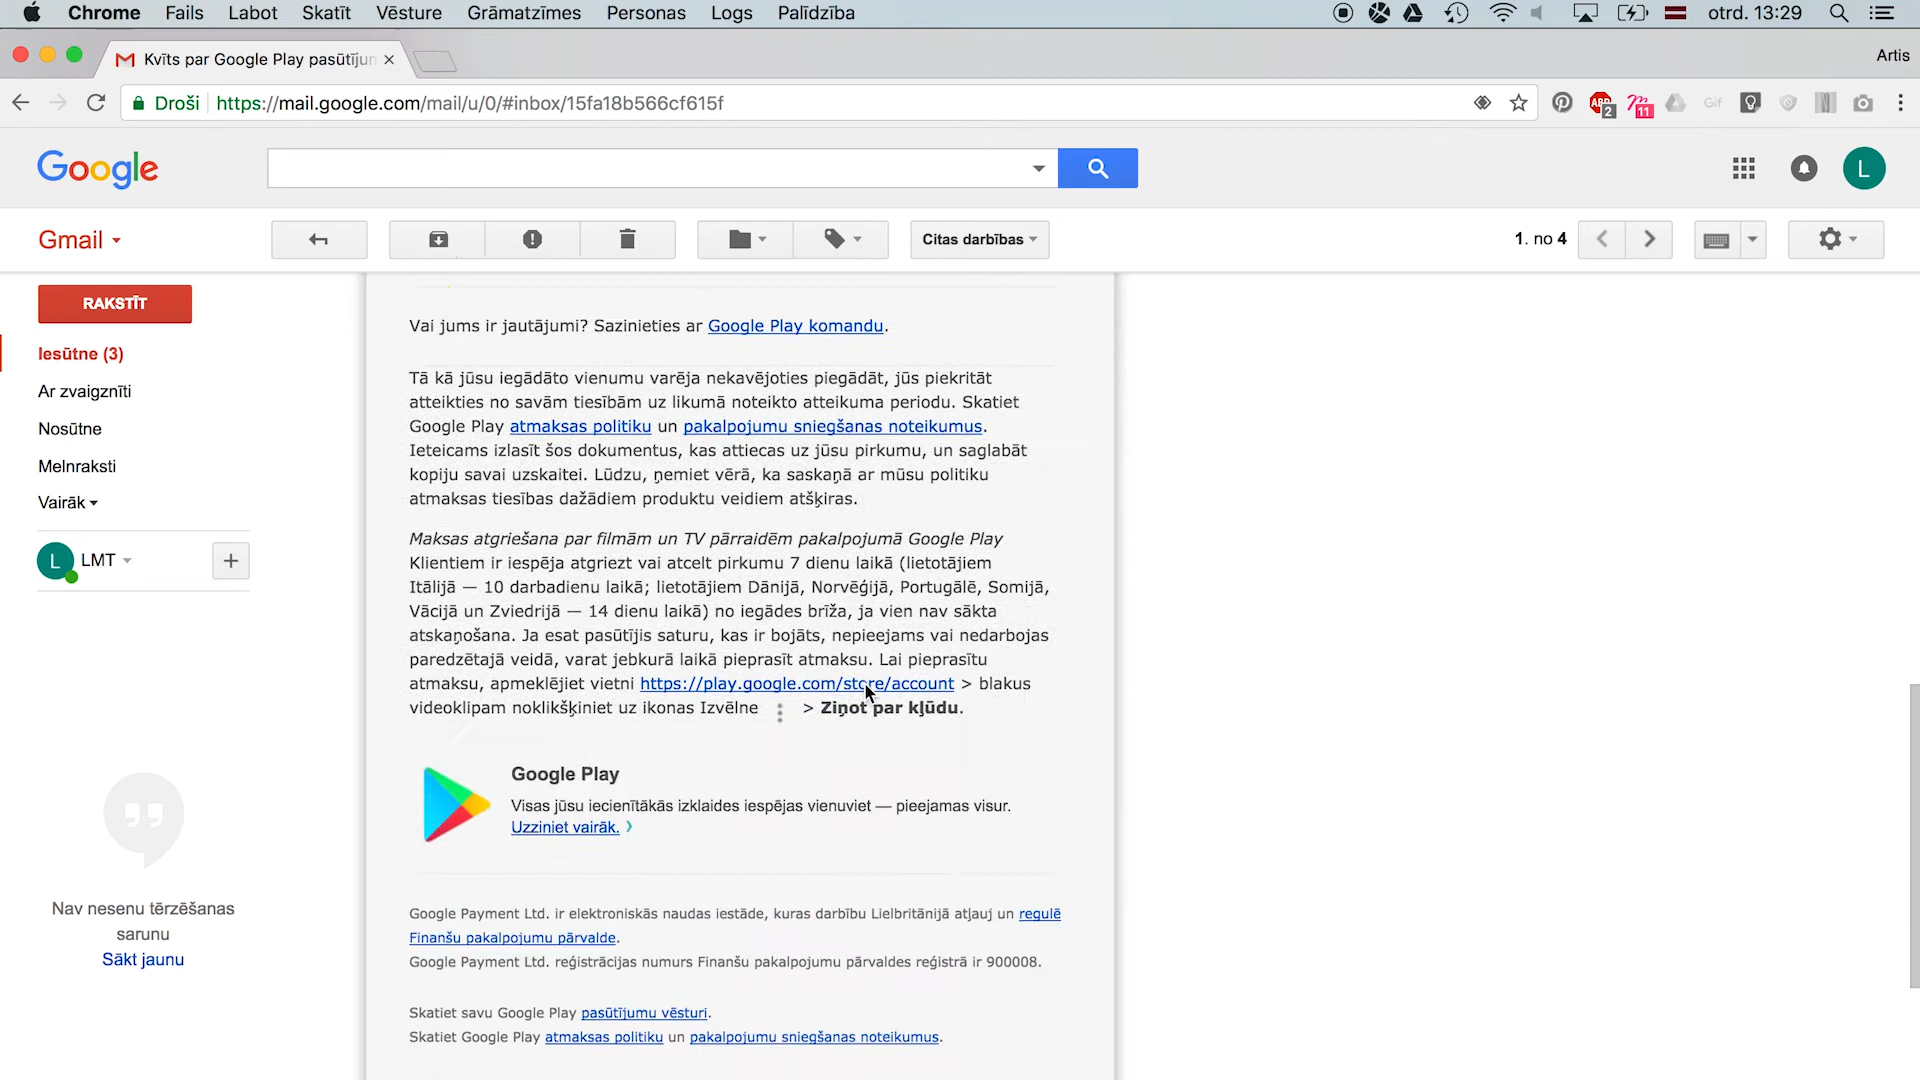 Chrome Fails Labot Skatīt Vēsture Grāmatzīmes Personas Logs Palīdzība otrd. 13:29
Kvīts par Google Play pasūtījum Artis
Droši https://mail.google.com/mail/u/0/#inbox/15fa18b566cf615f ABP 2 11 Gif
Google L
Gmail Citas darbības 1. no 4
RAKSTĪT
Iesūtne (3)
Ar zvaigznīti
Nosūtne
Melnraksti
Vairāk
L LMT +
Nav nesenu tērzēšanas
sarunu
Sākt jaunu
Vai jums ir jautājumi? Sazinieties ar Google Play komandu.
Tā kā jūsu iegādāto vienumu varēja nekavējoties piegādāt, jūs piekritāt
atteikties no savām tiesībām uz likumā noteikto atteikuma periodu. Skatiet
Google Play atmaksas politiku un pakalpojumu sniegšanas noteikumus.
Ieteicams izlasīt šos dokumentus, kas attiecas uz jūsu pirkumu, un saglabāt
kopiju savai uzskaitei. Lūdzu, ņemiet vērā, ka saskaņā ar mūsu politiku
atmaksas tiesības dažādiem produktu veidiem atšķiras.
Maksas atgriešana par filmām un TV pārraidēm pakalpojumā Google Play
Klientiem ir iespēja atgriezt vai atcelt pirkumu 7 dienu laikā (lietotājiem
Itālijā — 10 darbadienu laikā; lietotājiem Dānijā, Norvēģijā, Portugālē, Somijā,
Vācijā un Zviedrijā — 14 dienu laikā) no iegādes brīža, ja vien nav sākta
atskaņošana. Ja esat pasūtījis saturu, kas ir bojāts, nepieejams vai nedarbojas
paredzētajā veidā, varat jebkurā laikā pieprasīt atmaksu. Lai pieprasītu
atmaksu, apmeklējiet vietni https://play.google.com/store/account > blakus
videoklipam noklikšķiniet uz ikonas Izvēlne > Ziņot par kļūdu.
Google Play
Visas jūsu iecienītākās izklaides iespējas vienuviet — pieejamas visur.
Uzziniet vairāk. ›
Google Payment Ltd. ir elektroniskās naudas iestāde, kuras darbību Lielbritānijā atļauj un regulē
Finanšu pakalpojumu pārvalde.
Google Payment Ltd. reģistrācijas numurs Finanšu pakalpojumu pārvaldes reģistrā ir 900008.
Skatiet savu Google Play pasūtījumu vēsturi.
Skatiet Google Play atmaksas politiku un pakalpojumu sniegšanas noteikumus.